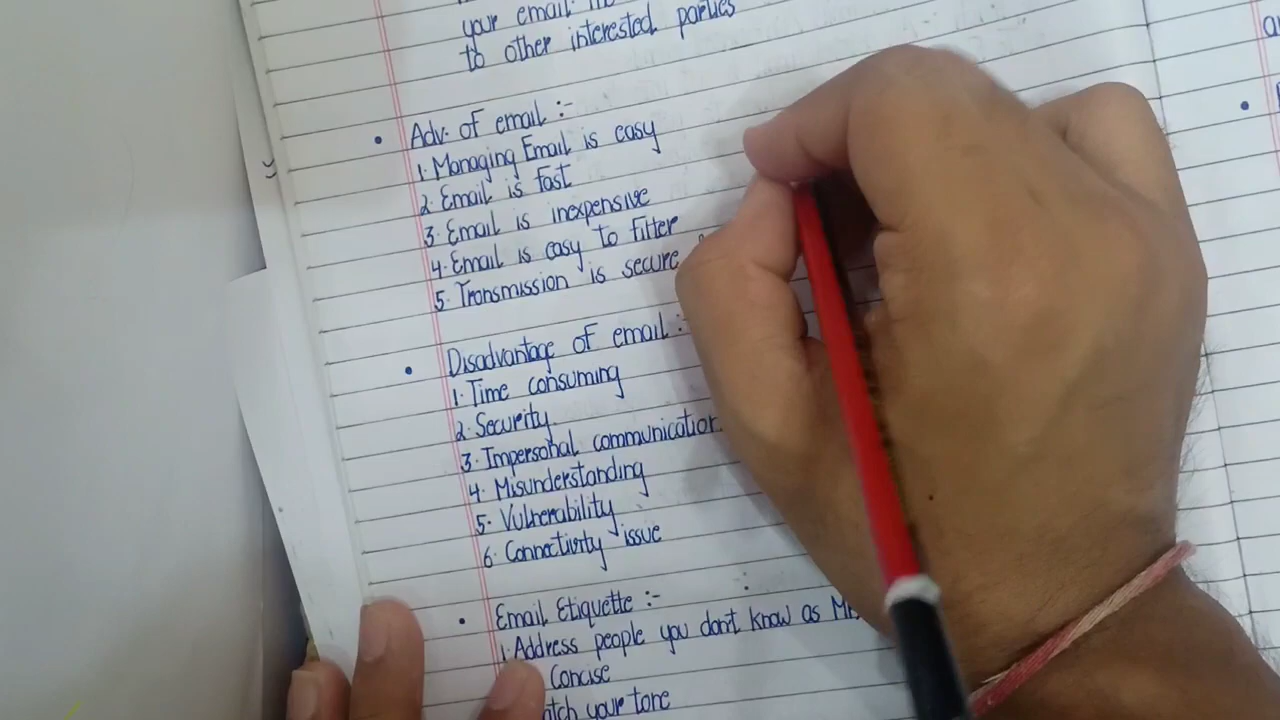 your email
to other interested parties
• Adv. of email :-
1. Managing Email is easy
2. Email is fast
3. Email is inexpensive
4. Email is easy to filter
5. Transmission is secure
• Disadvantage of email :-
1. Time consuming
2. Security
3. Impersonal communication
4. Misunderstanding
5. Vulnerability
6. Connectivity issue
• Email Etiquette :-
1. Address people you don't know as
Concise
your tone